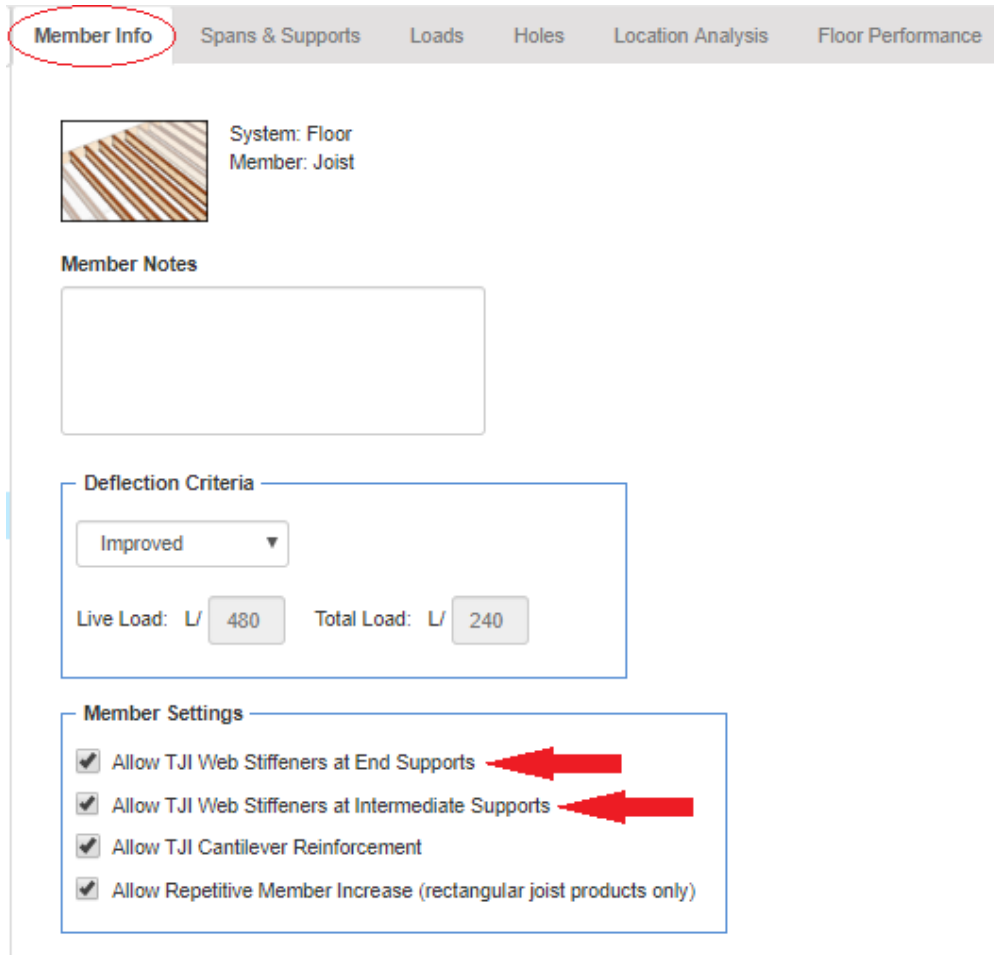 Member Info Spans & Supports Loads Holes Location Analysis Floor Performance
System: Floor
Member: Joist
Member Notes
Deflection Criteria
Improved
Live Load: L/ 480 Total Load: L/ 240
Member Settings
Allow TJI Web Stiffeners at End Supports
Allow TJI Web Stiffeners at Intermediate Supports
Allow TJI Cantilever Reinforcement
Allow Repetitive Member Increase (rectangular joist products only)